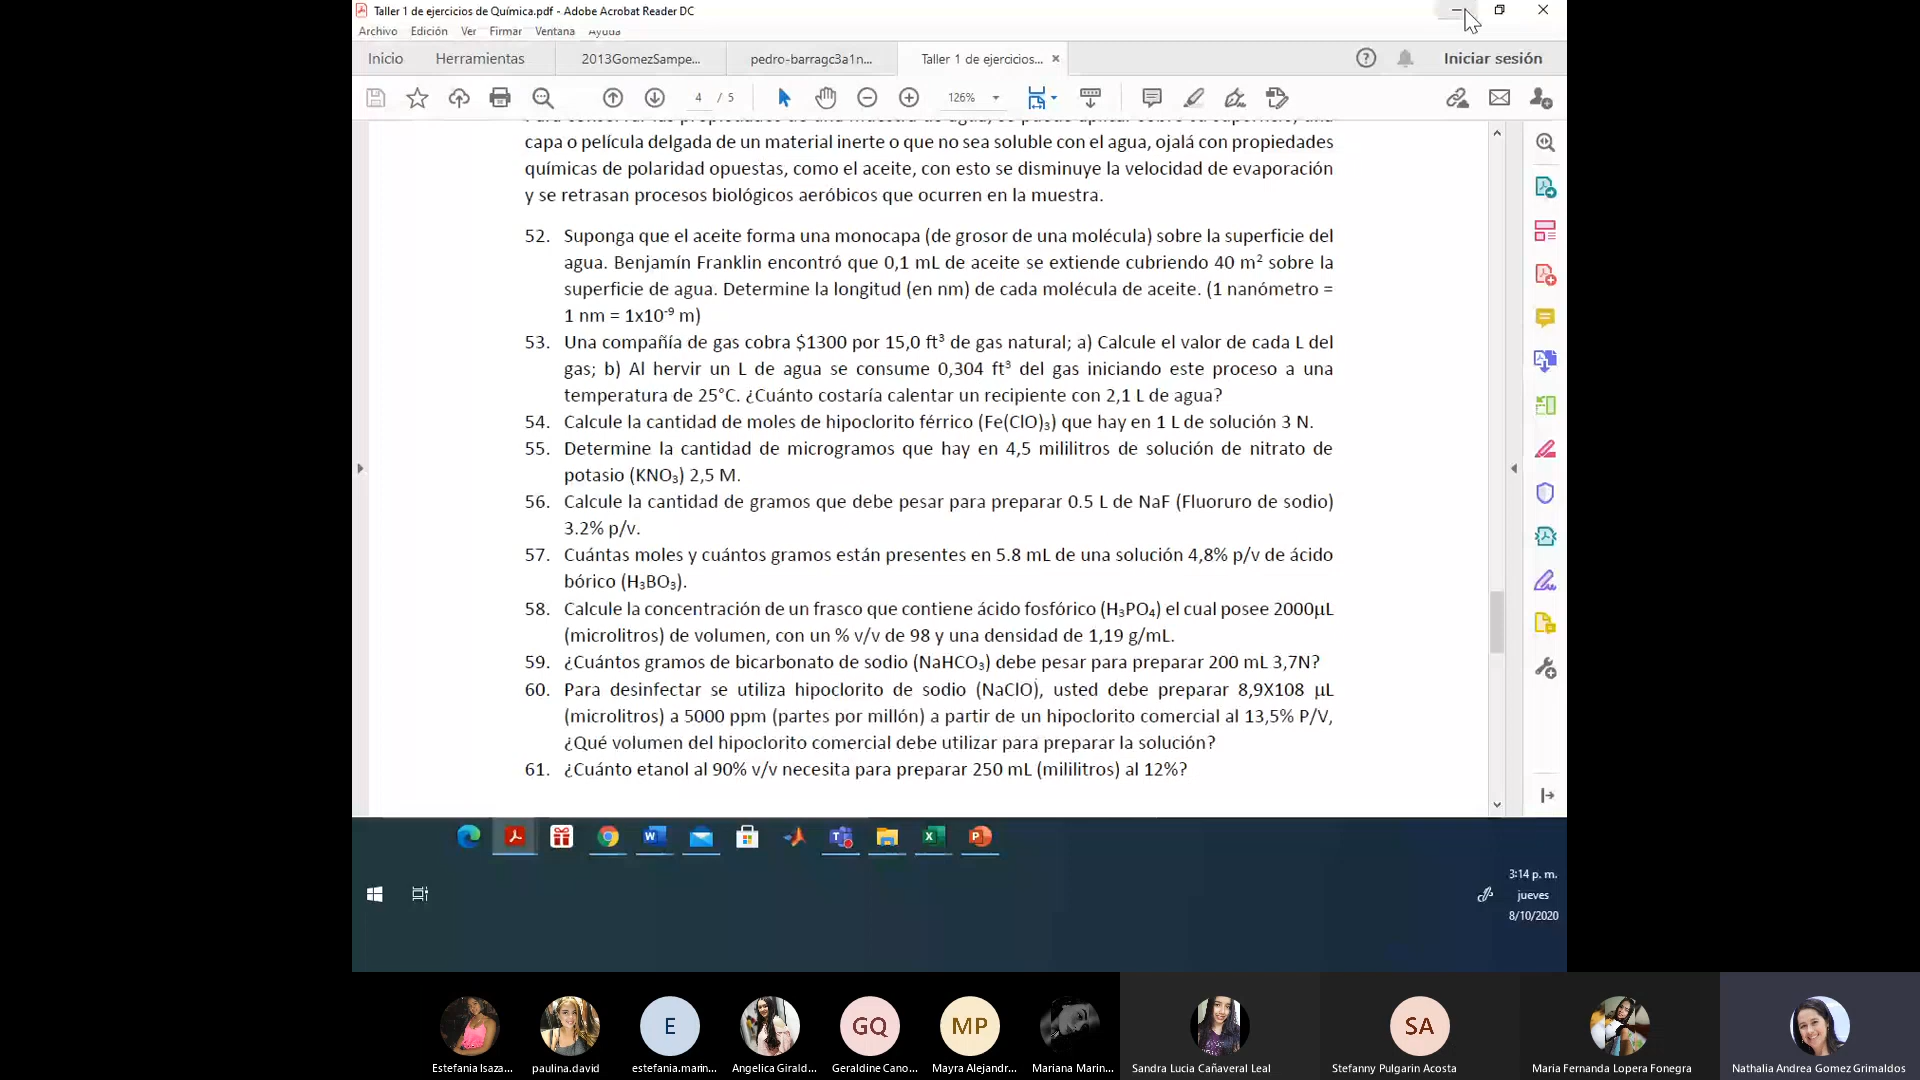 Taller 1 de ejercicios de Química.pdf - Adobe Acrobat Reader DC
Archivo Edición Ver Firmar Ventana Ayuda
Inicio Herramientas 2013GomezSampe... pedro-barragc3a1n... Taller 1 de ejercicios... × Iniciar sesión
4 / 5 126%
capa o película delgada de un material inerte o que no sea soluble con el agua, ojalá con propiedades
químicas de polaridad opuestas, como el aceite, con esto se disminuye la velocidad de evaporación
y se retrasan procesos biológicos aeróbicos que ocurren en la muestra.
52. Suponga que el aceite forma una monocapa (de grosor de una molécula) sobre la superficie del
agua. Benjamín Franklin encontró que 0,1 mL de aceite se extiende cubriendo 40 m² sobre la
superficie de agua. Determine la longitud (en nm) de cada molécula de aceite. (1 nanómetro =
1 nm = 1x10⁻⁹ m)
53. Una compañía de gas cobra $1300 por 15,0 ft³ de gas natural; a) Calcule el valor de cada L del
gas; b) Al hervir un L de agua se consume 0,304 ft³ del gas iniciando este proceso a una
temperatura de 25°C. ¿Cuánto costaría calentar un recipiente con 2,1 L de agua?
54. Calcule la cantidad de moles de hipoclorito férrico (Fe(ClO)₃) que hay en 1 L de solución 3 N.
55. Determine la cantidad de microgramos que hay en 4,5 mililitros de solución de nitrato de
potasio (KNO₃) 2,5 M.
56. Calcule la cantidad de gramos que debe pesar para preparar 0.5 L de NaF (Fluoruro de sodio)
3.2% p/v.
57. Cuántas moles y cuántos gramos están presentes en 5.8 mL de una solución 4,8% p/v de ácido
bórico (H₃BO₃).
58. Calcule la concentración de un frasco que contiene ácido fosfórico (H₃PO₄) el cual posee 2000μL
(microlitros) de volumen, con un % v/v de 98 y una densidad de 1,19 g/mL.
59. ¿Cuántos gramos de bicarbonato de sodio (NaHCO₃) debe pesar para preparar 200 mL 3,7N?
60. Para desinfectar se utiliza hipoclorito de sodio (NaClO), usted debe preparar 8,9X108 μL
(microlitros) a 5000 ppm (partes por millón) a partir de un hipoclorito comercial al 13,5% P/V,
¿Qué volumen del hipoclorito comercial debe utilizar para preparar la solución?
61. ¿Cuánto etanol al 90% v/v necesita para preparar 250 mL (mililitros) al 12%?
3:14 p. m.
jueves
8/10/2020
E GQ MP SA
Estefania Isaza... paulina.david estefania.marin... Angelica Girald... Geraldine Cano... Mayra Alejandr... Mariana Marin... Sandra Lucia Cañaveral Leal Stefanny Pulgarin Acosta Maria Fernanda Lopera Fonegra Nathalia Andrea Gomez Grimaldos